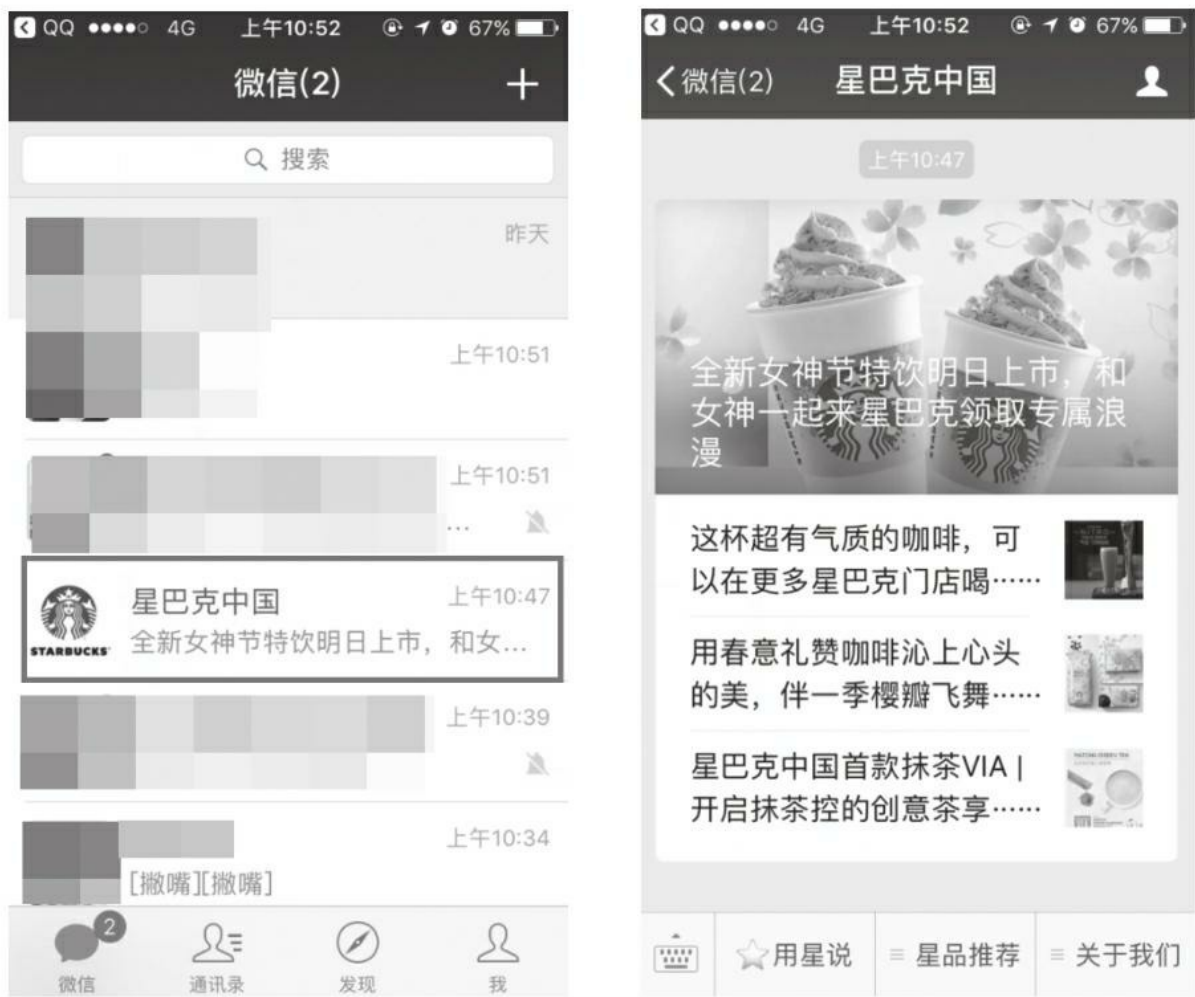 QQ 4G 上午10:52 67%
微信(2)
搜索
昨天
上午10:51
上午10:51
...
星巴克中国 上午10:47
STARBUCKS 全新女神节特饮明日上市，和女...
上午10:39
上午10:34
[撇嘴][撇嘴]
2
微信 通讯录 发现 我
QQ 4G 上午10:52 67%
微信(2) 星巴克中国
上午10:47
全新女神节特饮明日上市，和
女神一起来星巴克领取专属浪
漫
这杯超有气质的咖啡，可
以在更多星巴克门店喝……
用春意礼赞咖啡沁上心头
的美，伴一季樱瓣飞舞……
星巴克中国首款抹茶VIA |
开启抹茶控的创意茶享……
用星说 星品推荐 关于我们